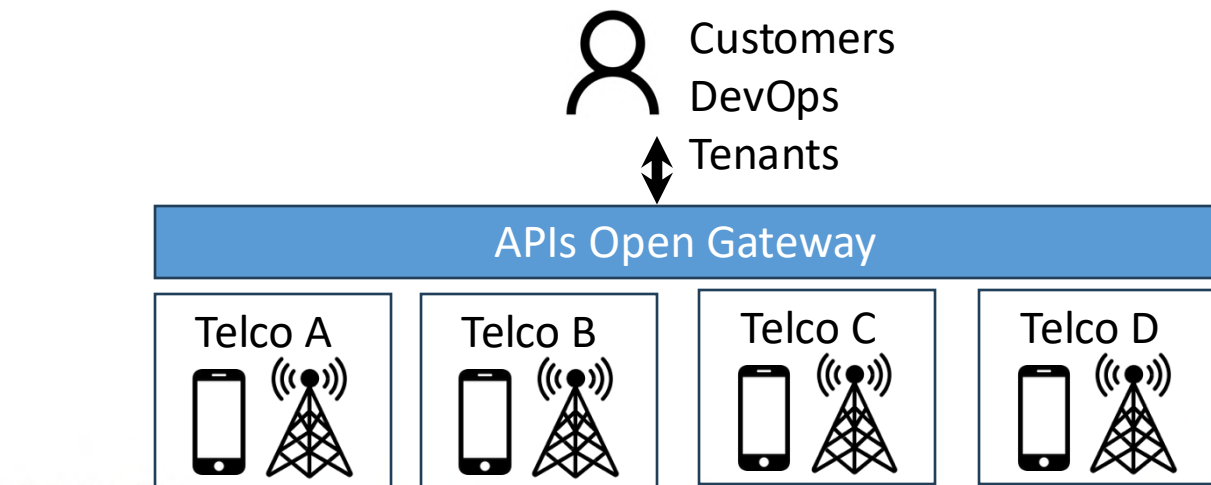 Customers
DevOps
Tenants
APIs Open Gateway
Telco A
Telco B
Telco C
Telco D